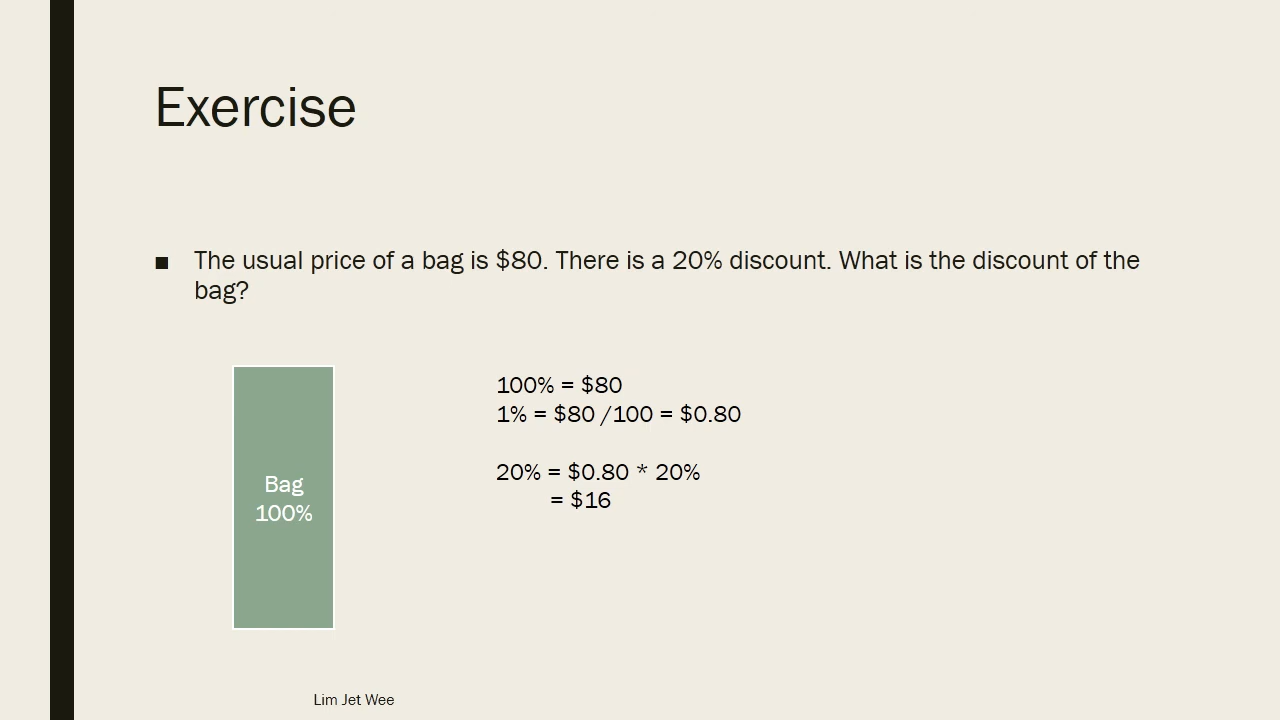 Exercise
■ The usual price of a bag is $80. There is a 20% discount. What is the discount of the
bag?
100% = $80
1% = $80 /100 = $0.80
20% = $0.80 * 20%
= $16
Bag
100%
Lim Jet Wee